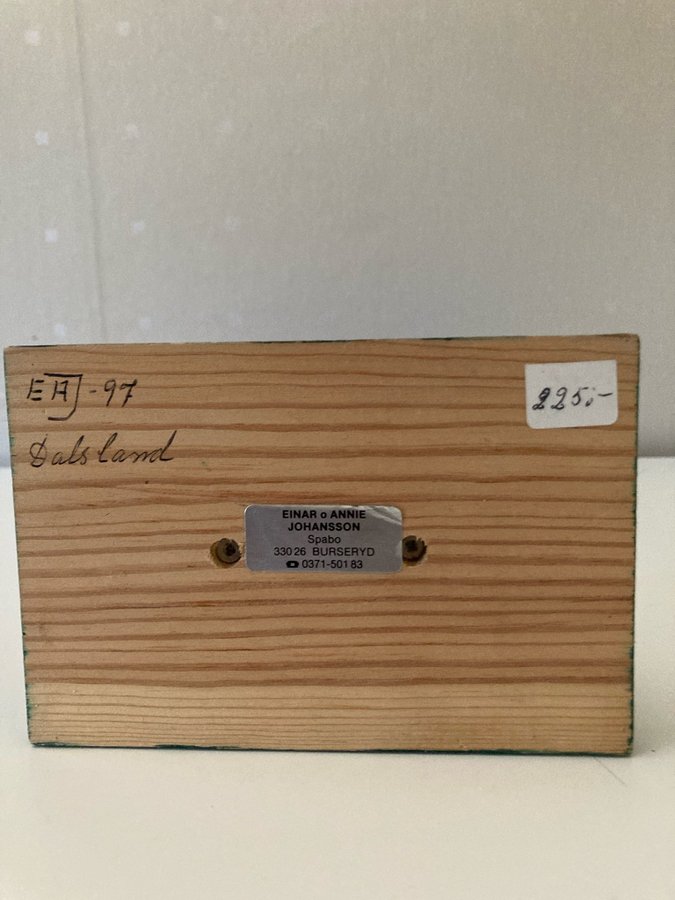 EAJ -97
225:-
Dalsland
EINAR o ANNIE
JOHANSSON
Spabo
330 26 BURSERYD
☎ 0371-501 83